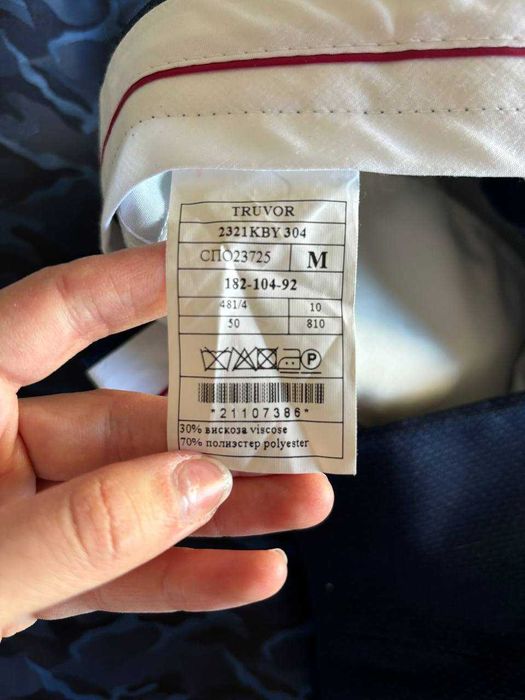 TRUVOR
2321KBY 304
СПО23725 M
182-104-92
481/4 10
50 810
P
*21107386*
30% вискоза viscose
70% полиэстер polyester